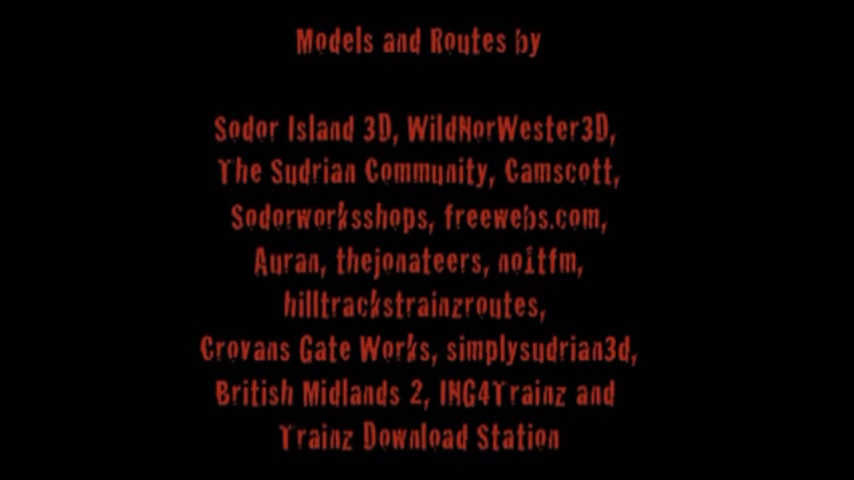 Models and Routes by
Sodor Island 3D, WildNorWester3D,
The Sudrian Community, Camscott,
Sodorworksshops, freewebs.com,
Auran, thejonateers, no1tfm,
hilltrackstrainzroutes,
Crovans Gate Works, simplysudrian3d,
British Midlands 2, ING4Trainz and
Trainz Download Station